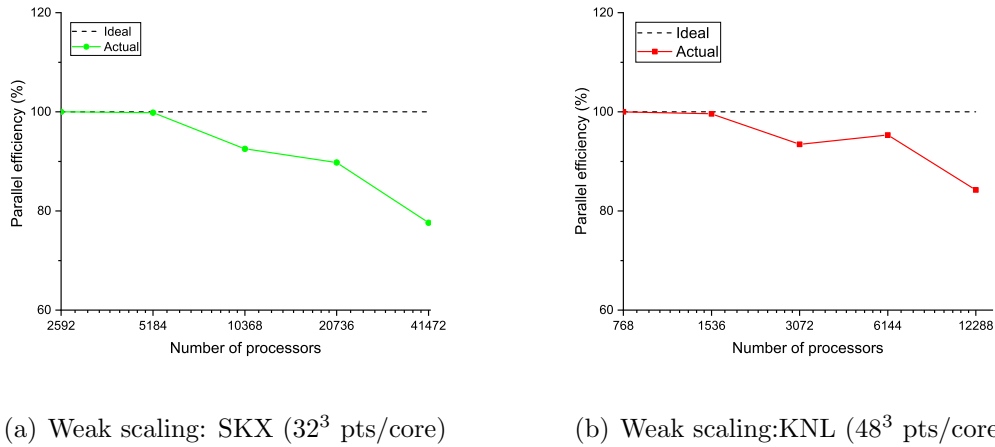 120
Ideal
Actual
100
80
60
Parallel efficiency (%)
2592 5184 10368 20736 41472
Number of processors
(a) Weak scaling: SKX (32³ pts/core)
120
Ideal
Actual
100
80
60
Parallel efficiency (%)
768 1536 3072 6144 12288
Number of processors
(b) Weak scaling:KNL (48³ pts/core